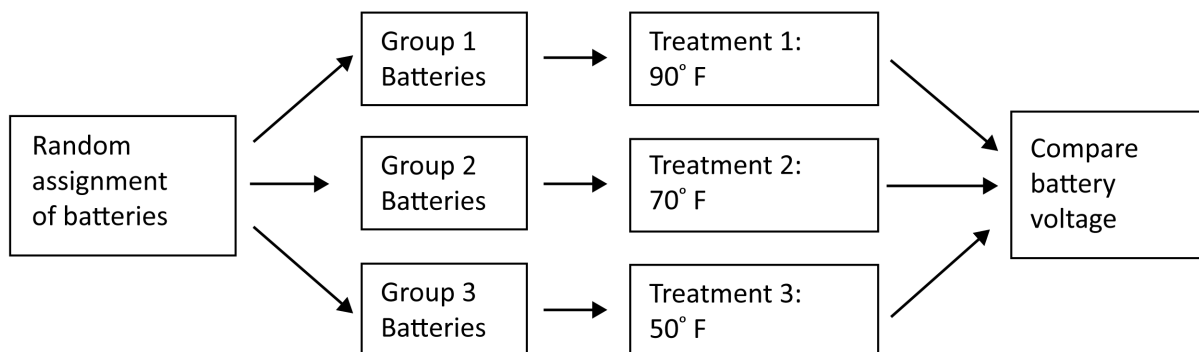 Random
assignment
of batteries
Group 1
Batteries
Group 2
Batteries
Group 3
Batteries
Treatment 1:
90° F
Treatment 2:
70° F
Treatment 3:
50° F
Compare
battery
voltage